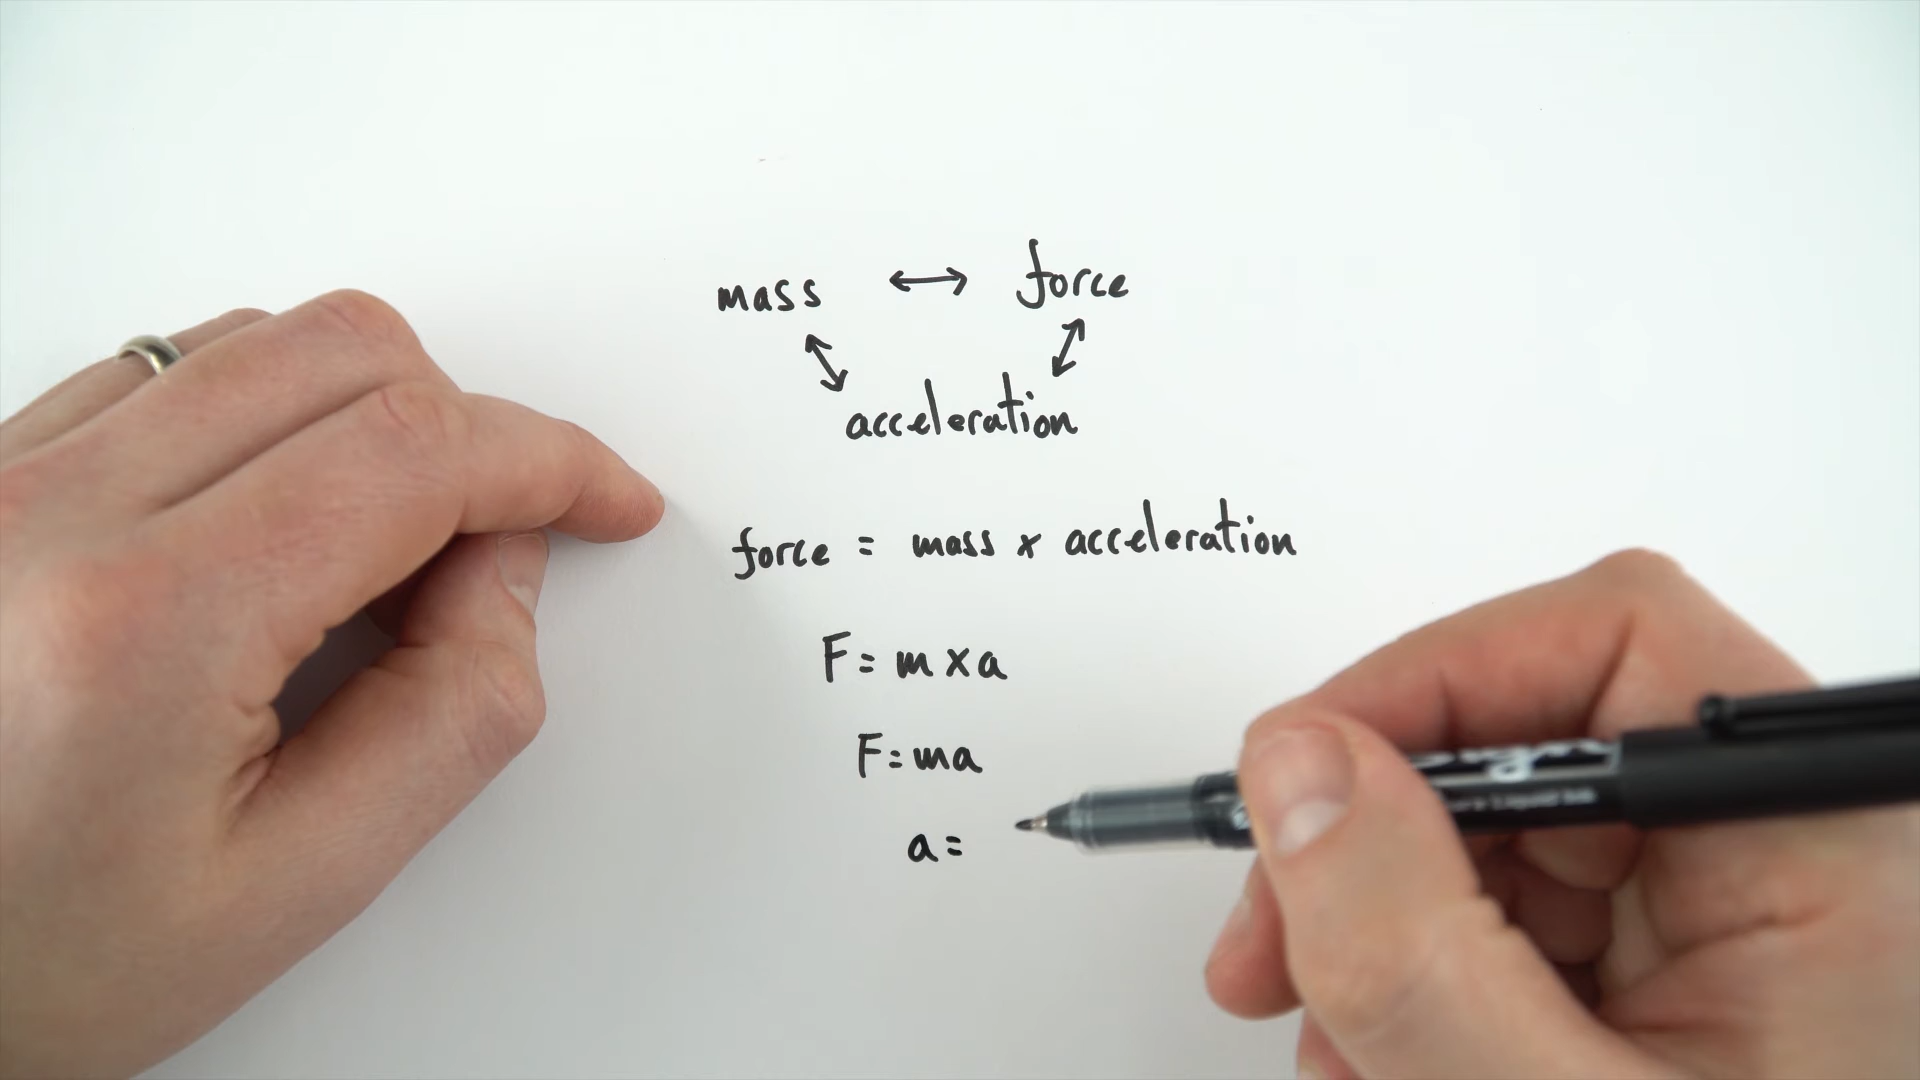 mass ↔ force
acceleration
force = mass x acceleration
F = m x a
F = ma
a =